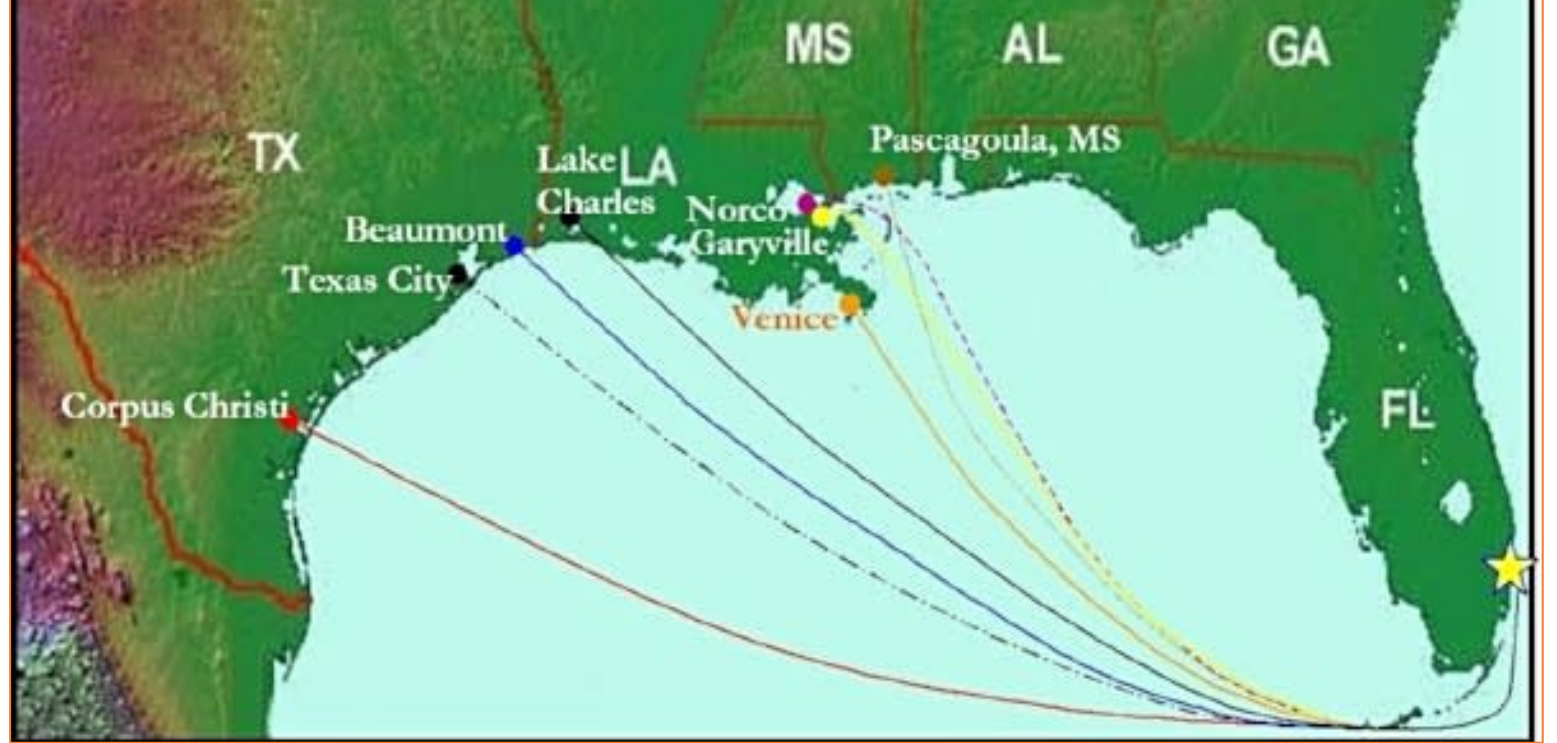 MS
AL
GA
TX
Pascagoula, MS
Lake
LA
Charles
Norco
Beaumont
Garyville
Texas City
Venice
Corpus Christi
FL